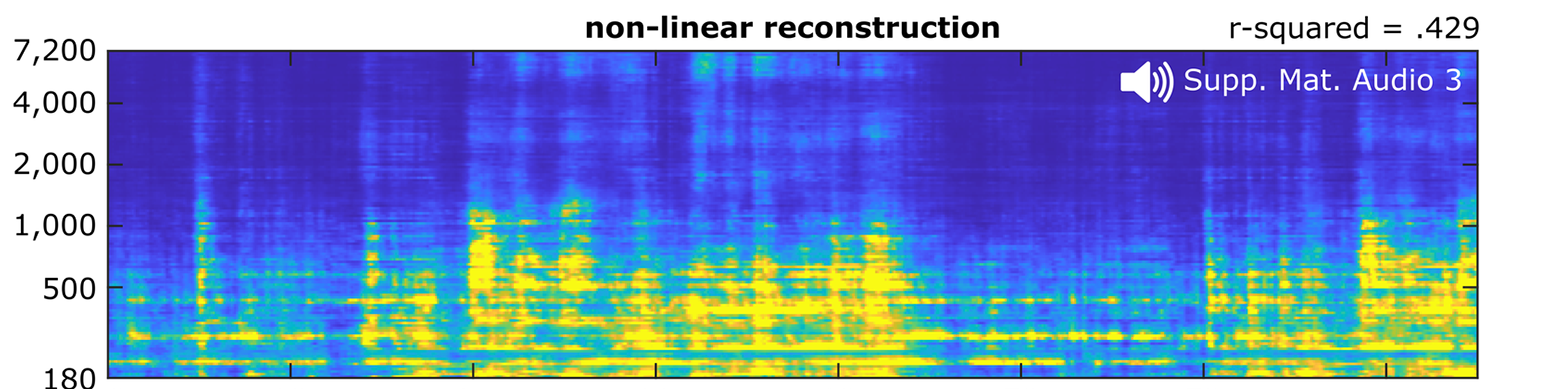 non-linear reconstruction
r-squared = .429
7,200
Supp. Mat. Audio 3
4,000
2,000
1,000
500
180